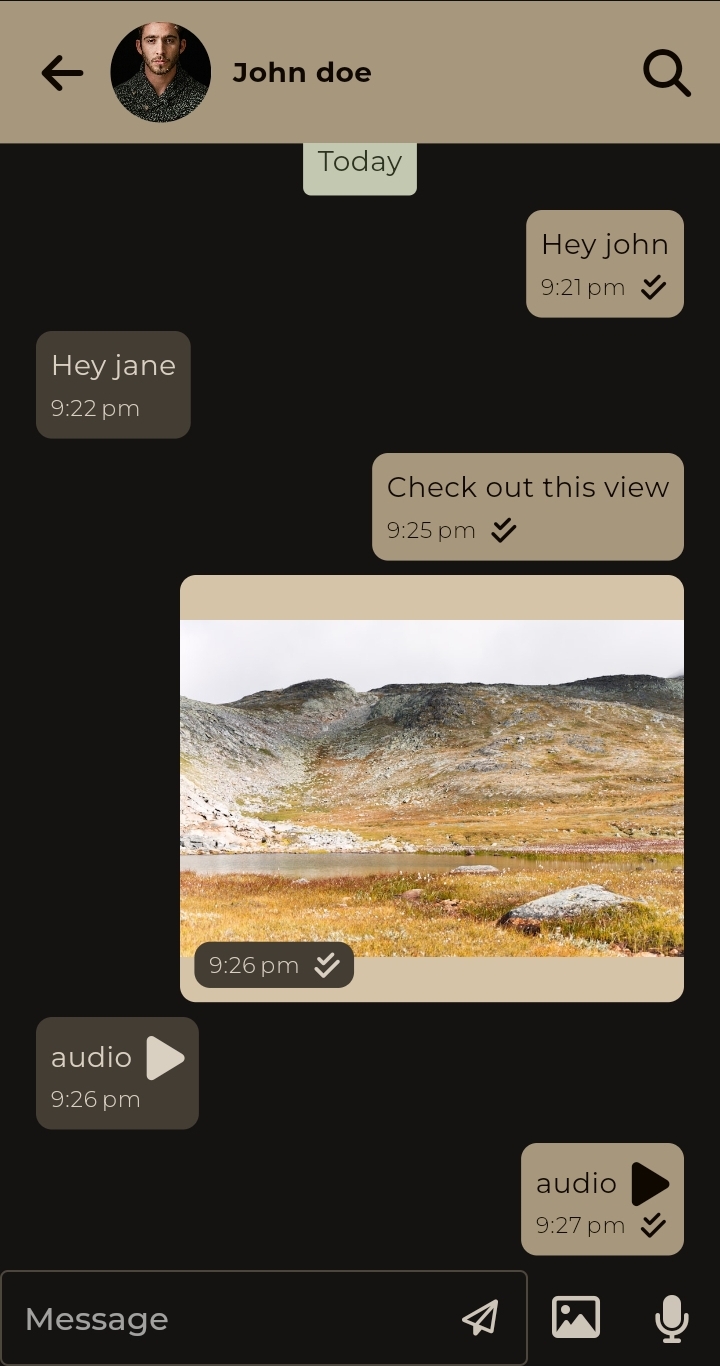 John doe
Today
Hey john
9:21 pm
Hey jane
9:22 pm
Check out this view
9:25 pm
9:26 pm
audio
9:26 pm
audio
9:27 pm
Message